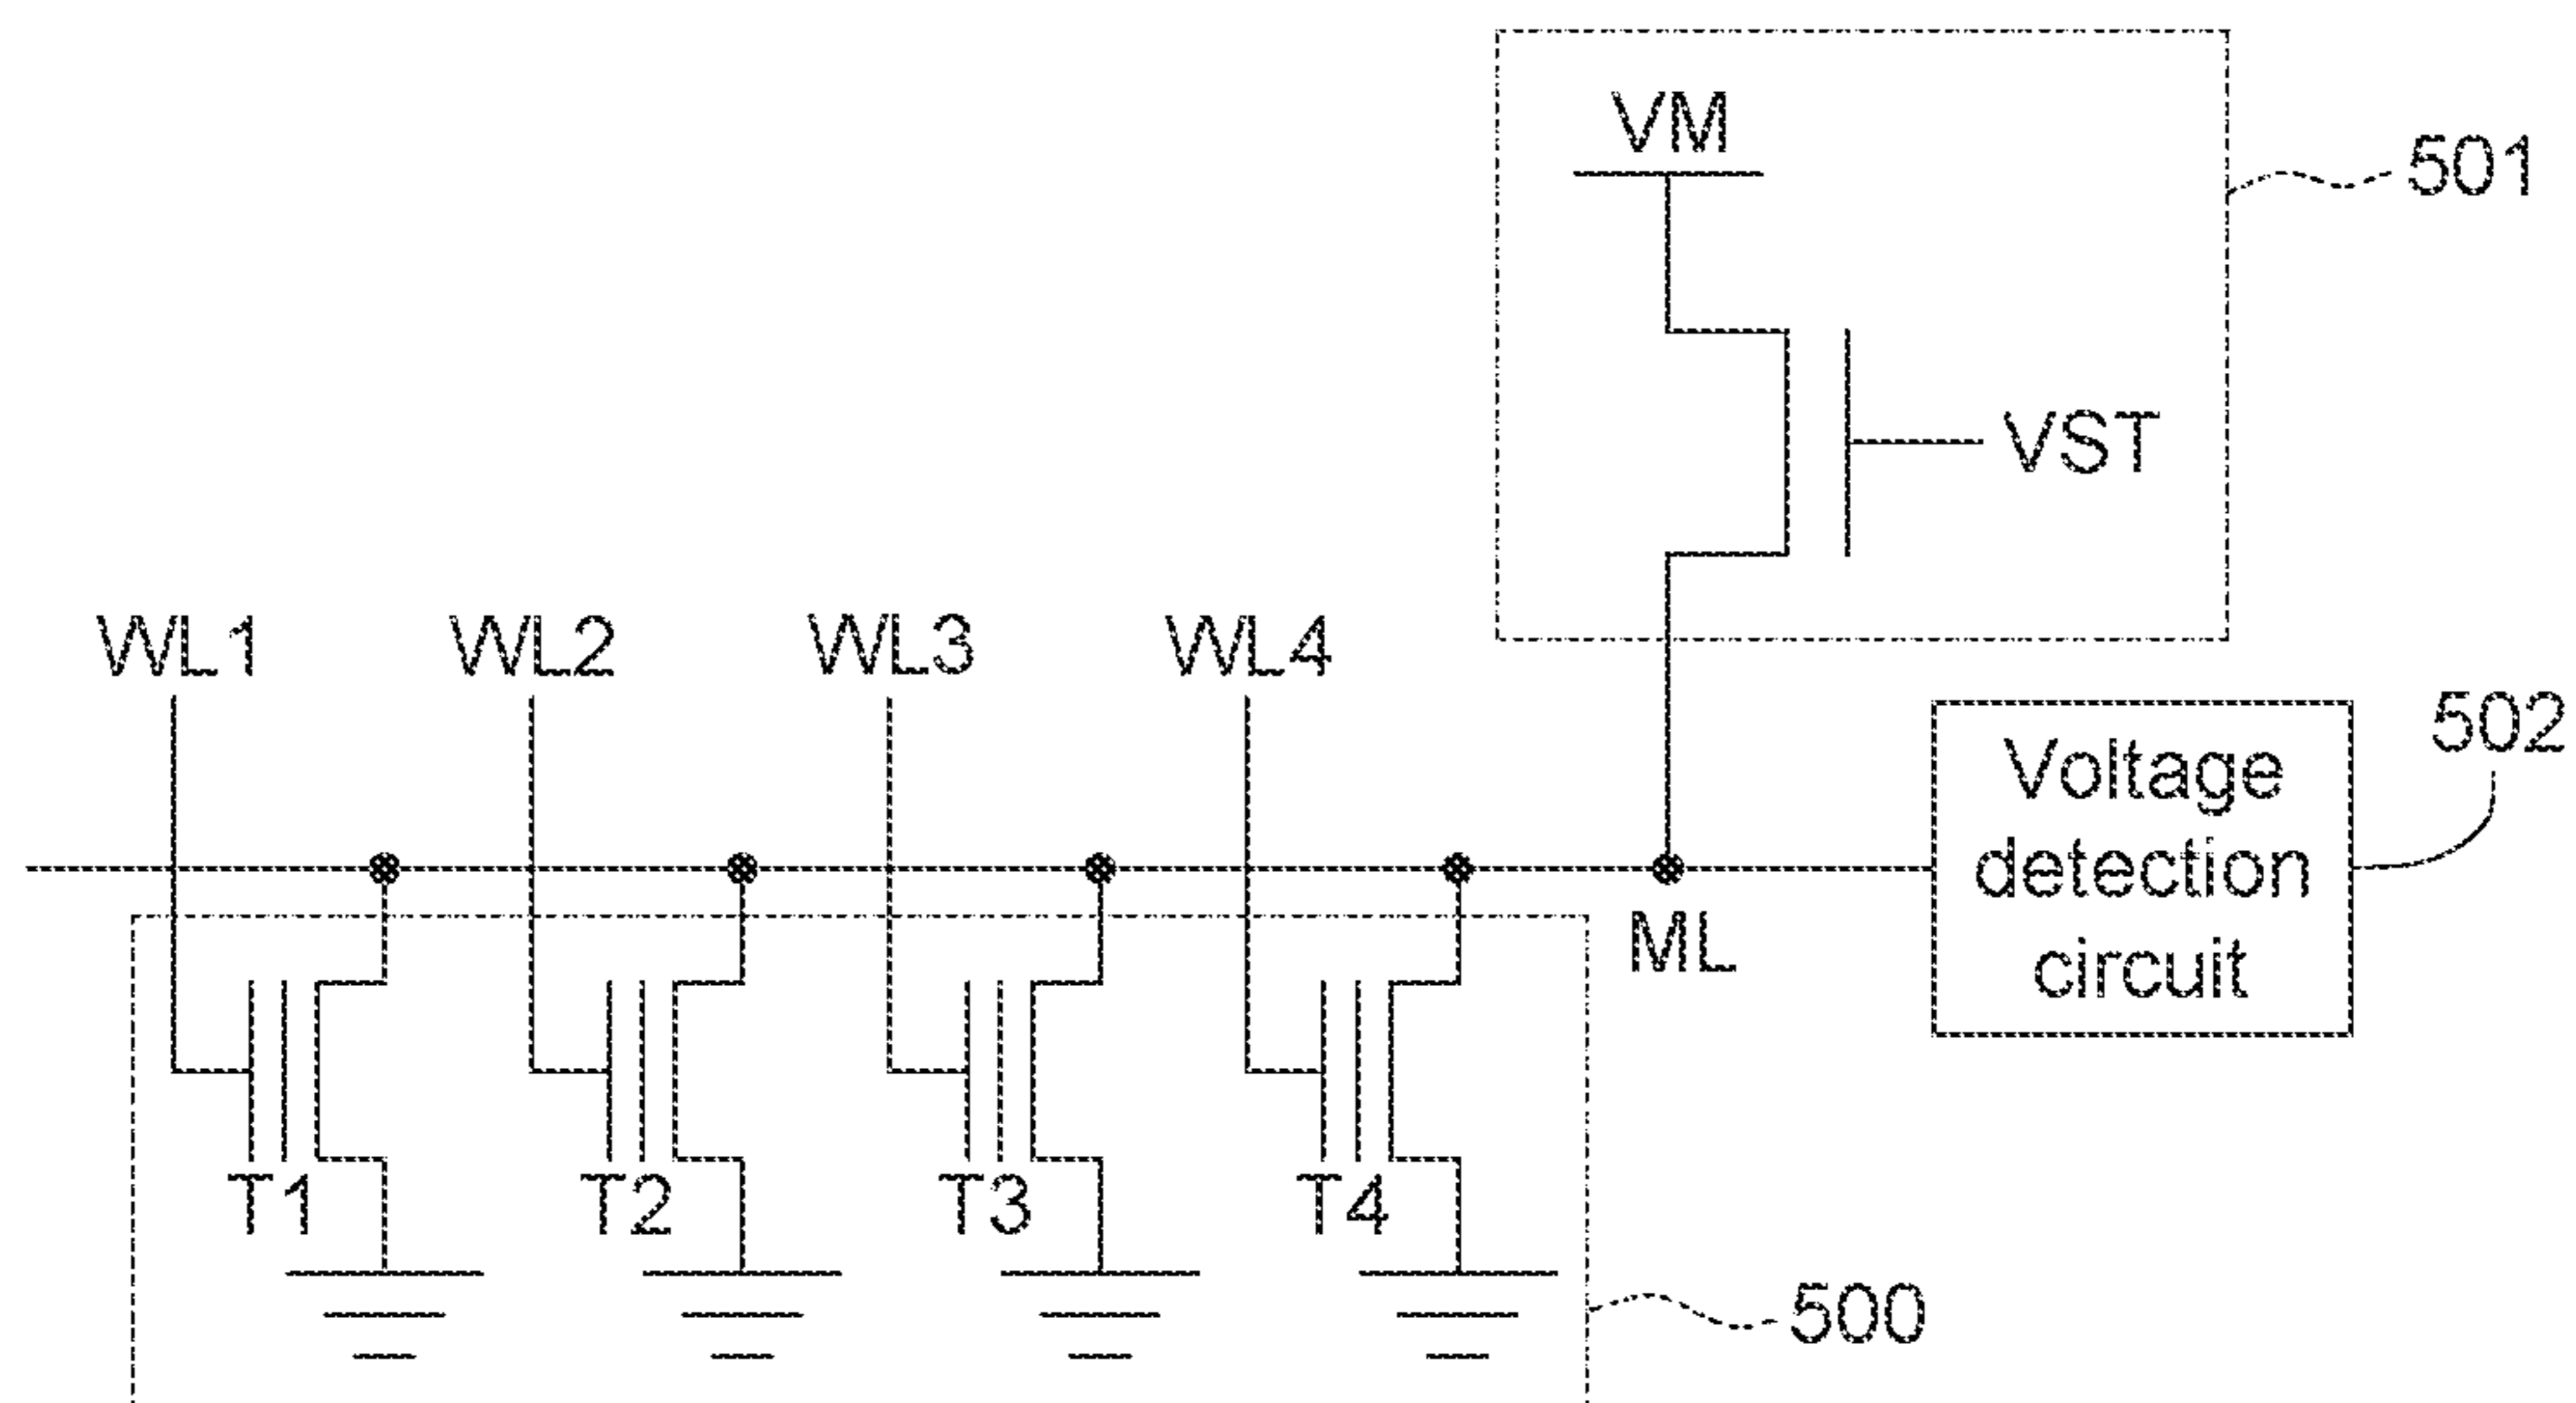 VM
501
VST
WL1 WL2 WL3 WL4
502
Voltage
detection
circuit
ML
T1 T2 T3 T4
500